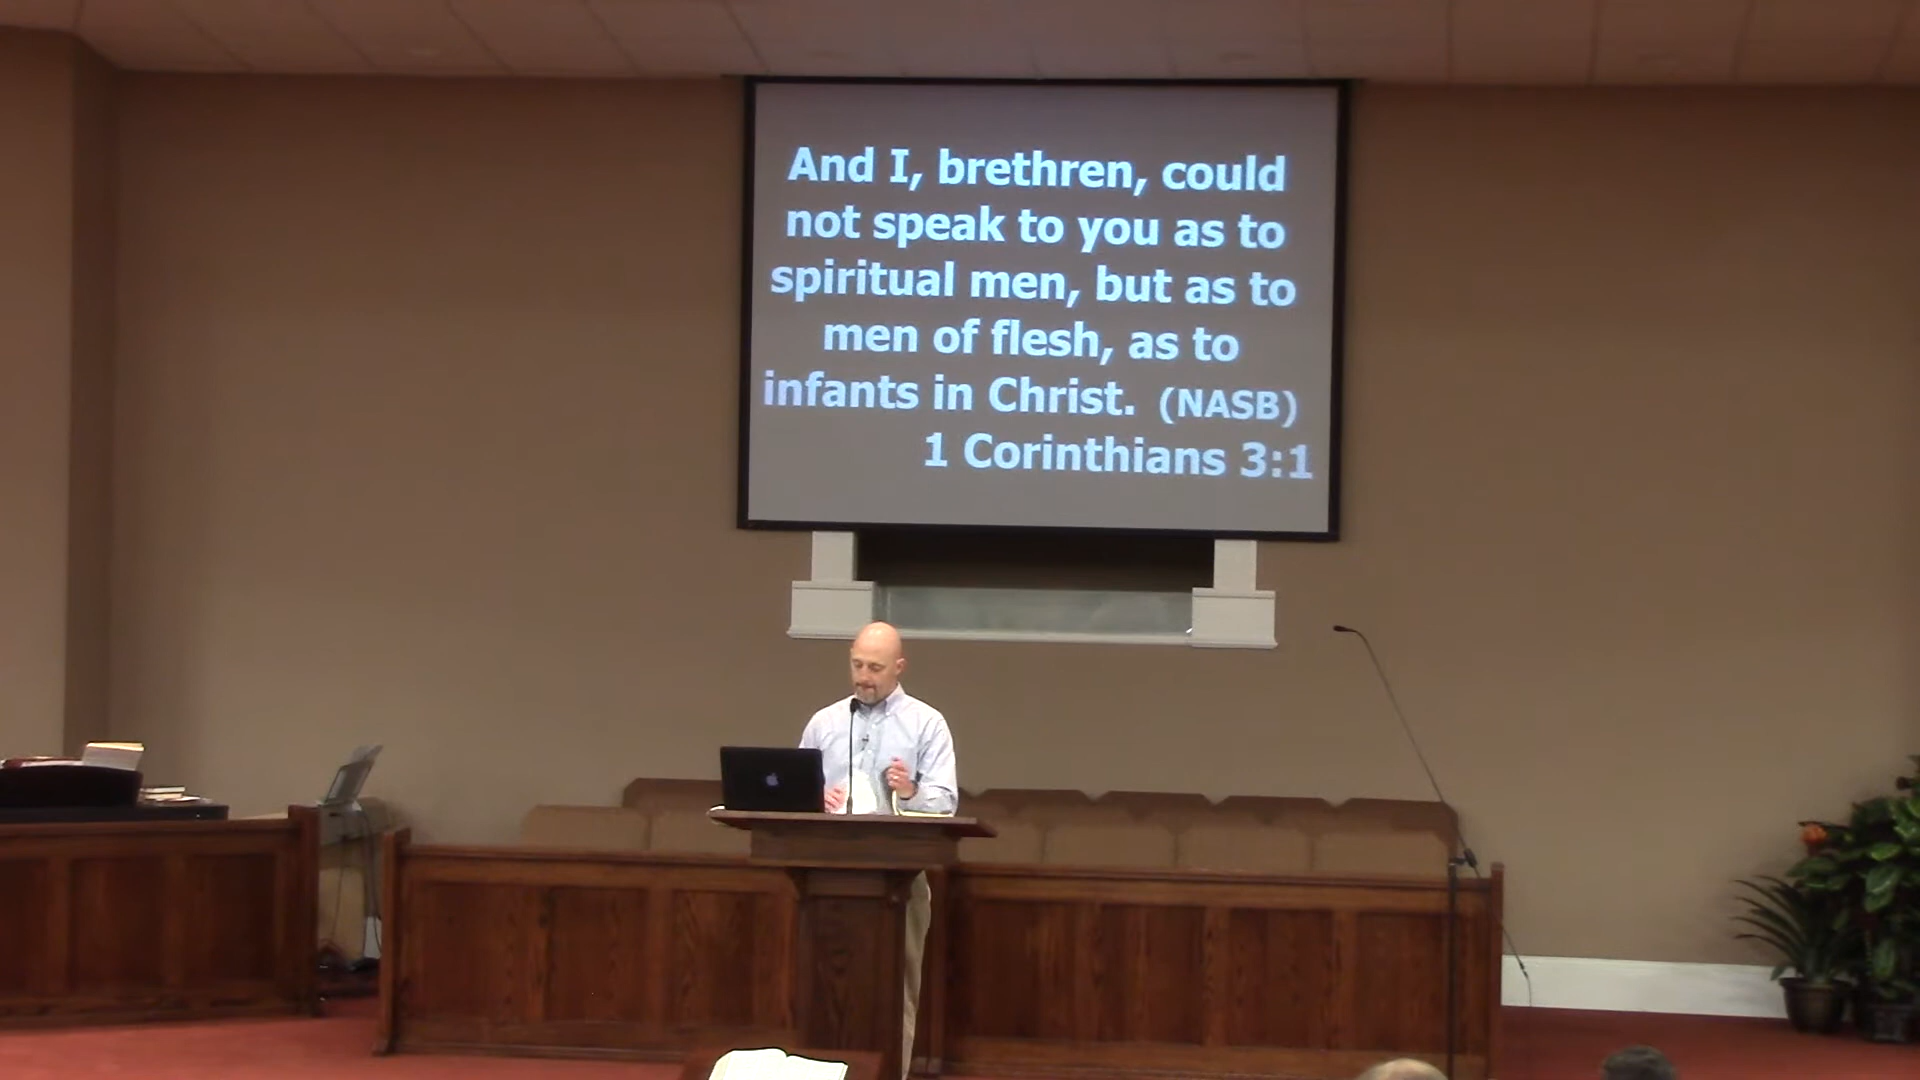 And I, brethren, could
not speak to you as to
spiritual men, but as to
men of flesh, as to
infants in Christ. (NASB)
1 Corinthians 3:1